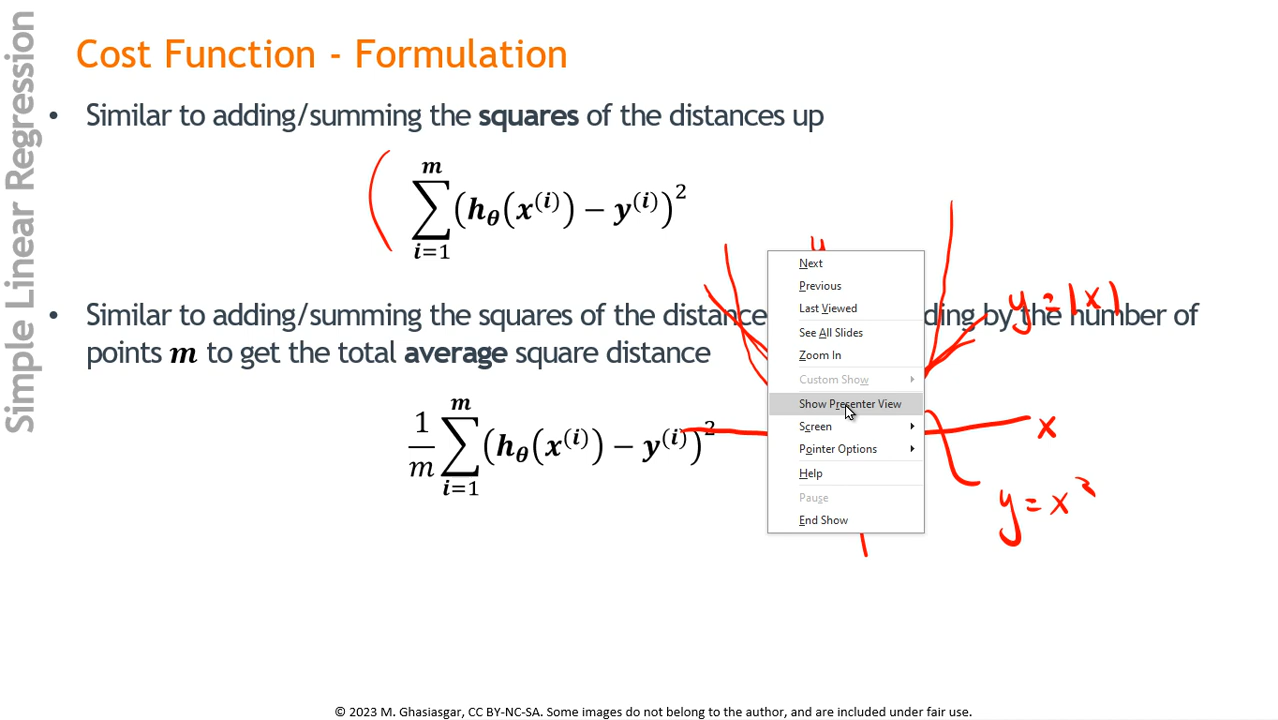 Simple Linear Regression
Cost Function - Formulation
• Similar to adding/summing the squares of the distances up
∑_{i=1}^{m} (h_θ(x^{(i)}) − y^{(i)})^2
• Similar to adding/summing the squares of the distance ding by the number of
points m to get the total average square distance
1/m ∑_{i=1}^{m} (h_θ(x^{(i)}) − y^{(i)})^2
y = |x|
x
y = x^2
Next
Previous
Last Viewed
See All Slides
Zoom In
Custom Show
Show Presenter View
Screen
Pointer Options
Help
Pause
End Show
© 2023 M. Ghasiasgar, CC BY-NC-SA. Some images do not belong to the author, and are included under fair use.